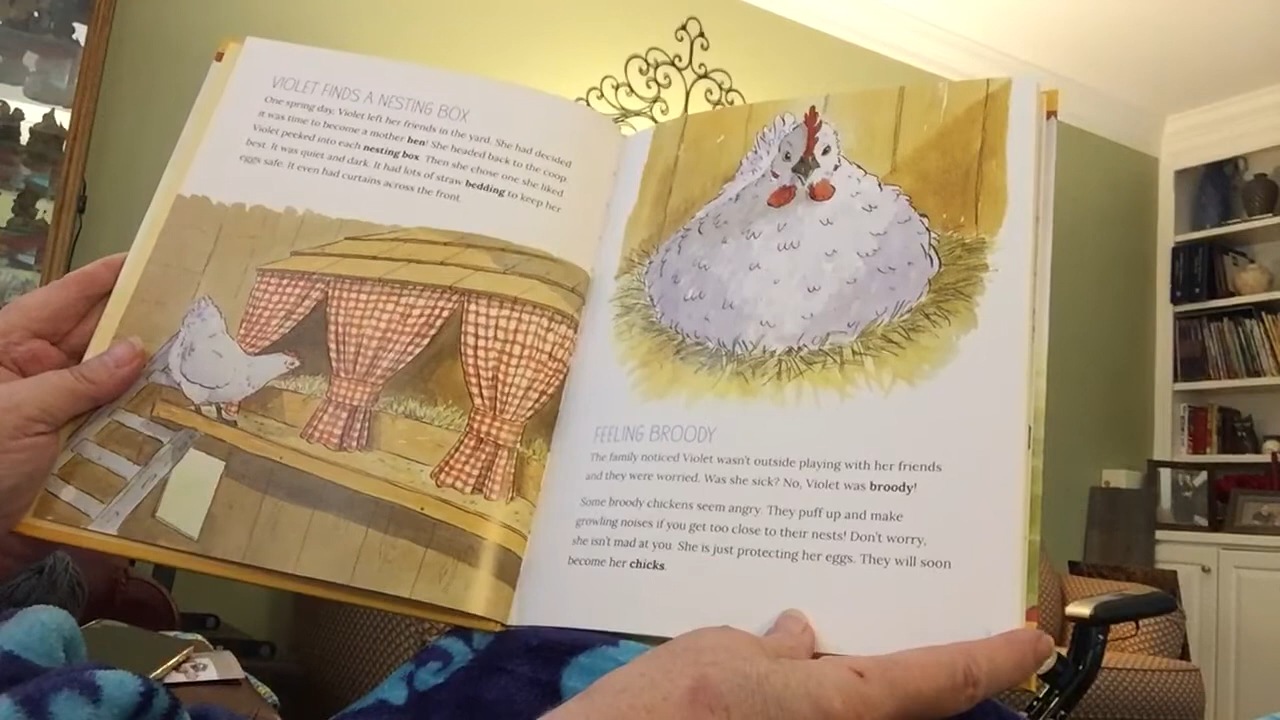 VIOLET FINDS A NESTING BOX
One spring day, Violet left her friends in the yard. She had decided
it was time to become a mother hen! She headed back to the coop.
Violet peeked into each nesting box. Then she chose one she liked
best. It was quiet and dark. It had lots of straw bedding to keep her
eggs safe. It even had curtains across the front.
FEELING BROODY
The family noticed Violet wasn't outside playing with her friends
and they were worried. Was she sick? No, Violet was broody!
Some broody chickens seem angry. They puff up and make
growling noises if you get too close to their nests! Don't worry,
she isn't mad at you. She is just protecting her eggs. They will soon
become her chicks.